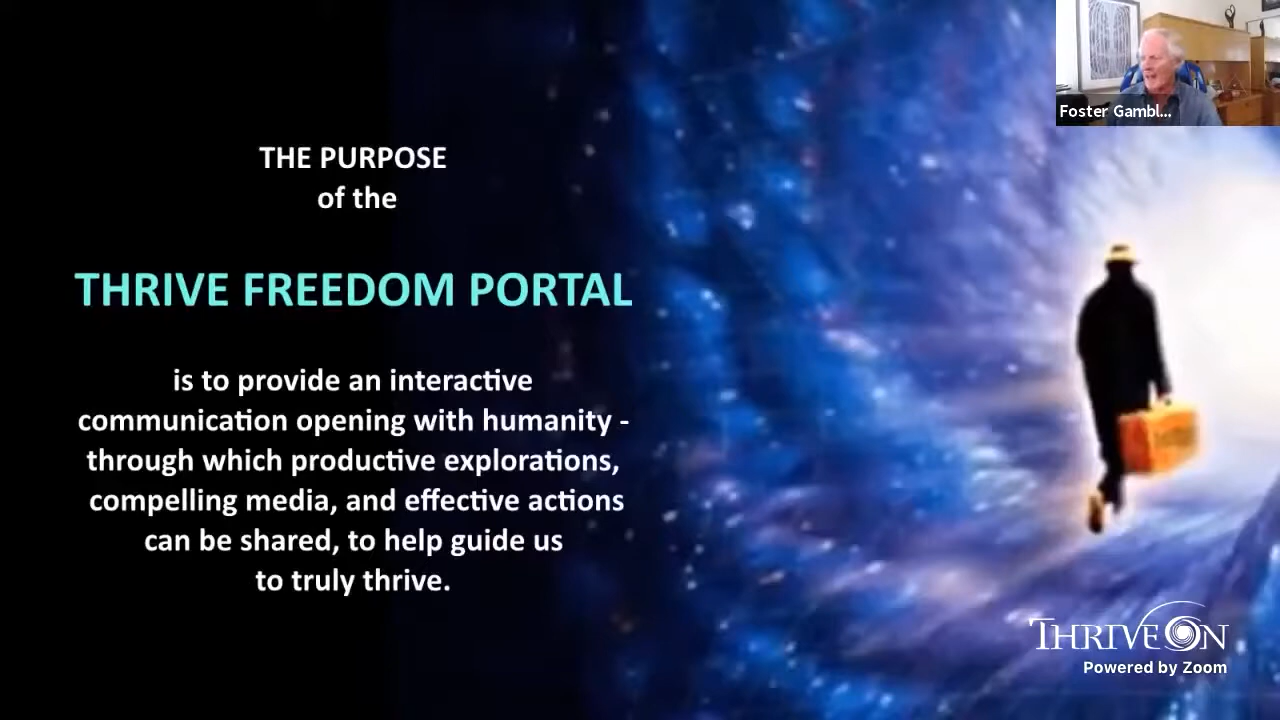 Foster Gambl...
THE PURPOSE
of the
THRIVE FREEDOM PORTAL
is to provide an interactive
communication opening with humanity -
through which productive explorations,
compelling media, and effective actions
can be shared, to help guide us
to truly thrive.
THRIVEON
Powered by Zoom